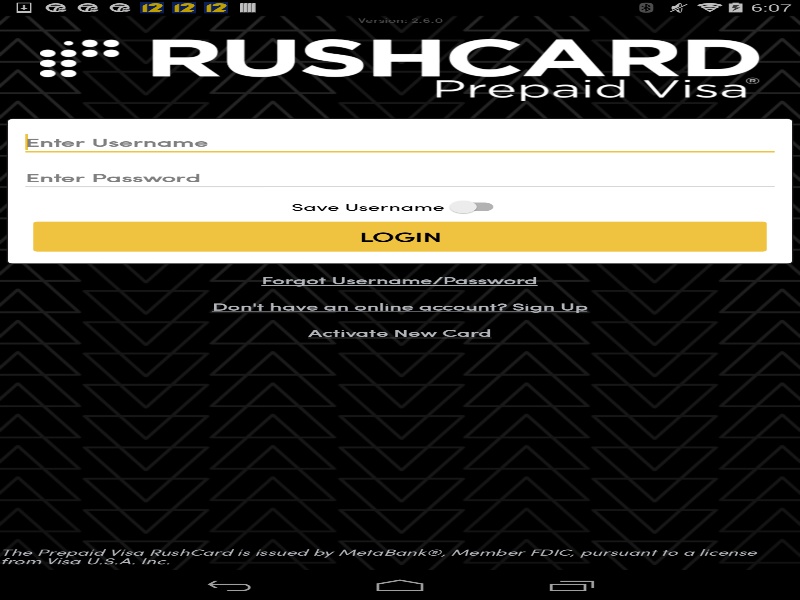 12 12 12 6:07
Version: 2.6.0
RUSHCARD
Prepaid Visa®
Enter Username
Enter Password
Save Username
LOGIN
Forgot Username/Password
Don't have an online account? Sign Up
Activate New Card
The Prepaid Visa RushCard is issued by MetaBank®, Member FDIC, pursuant to a license
from Visa U.S.A. Inc.